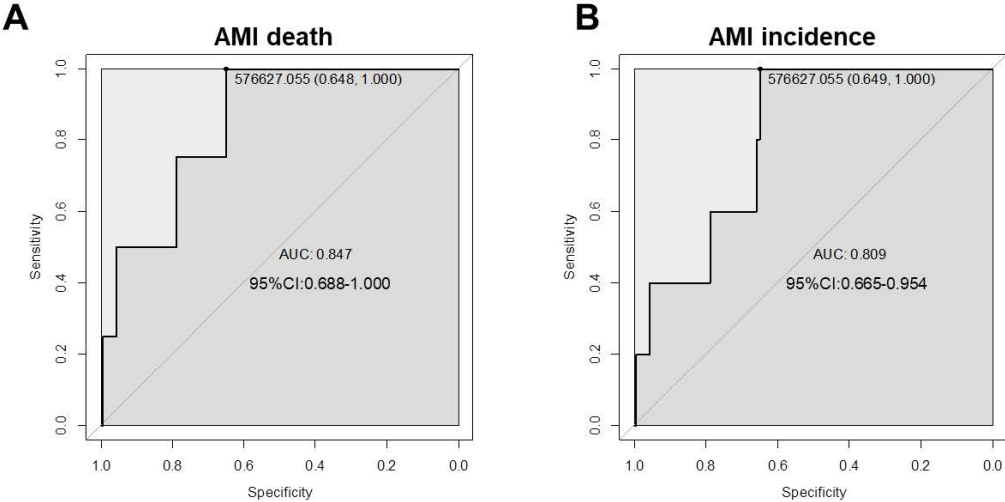 A
AMI death
576627.055 (0.648, 1.000)
AUC: 0.847
95%CI:0.688-1.000
Sensitivity
1.0
0.8
0.6
0.4
0.2
0.0
1.0 0.8 0.6 0.4 0.2 0.0
Specificity
B
AMI incidence
576627.055 (0.649, 1.000)
AUC: 0.809
95%CI:0.665-0.954
Sensitivity
1.0
0.8
0.6
0.4
0.2
0.0
1.0 0.8 0.6 0.4 0.2 0.0
Specificity